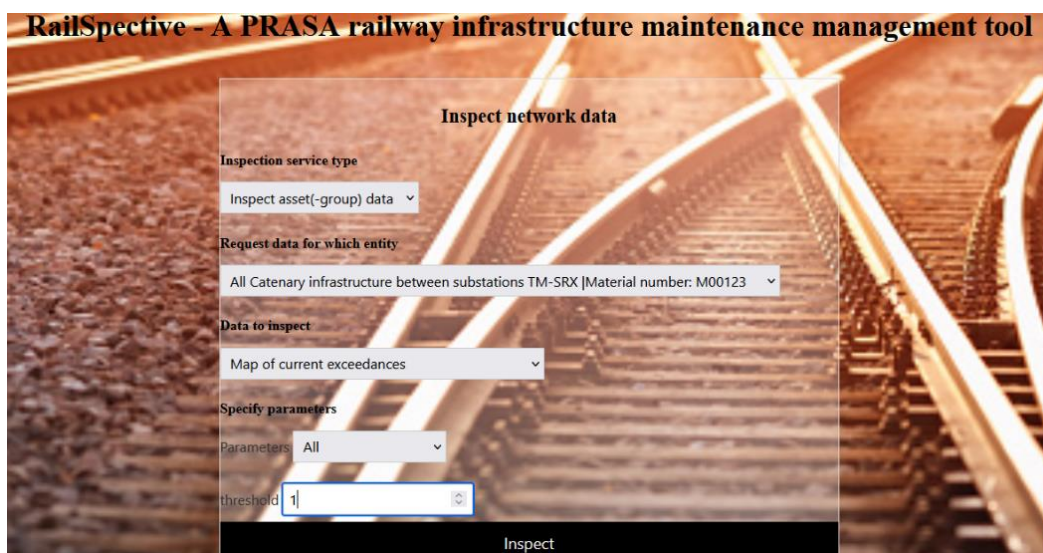 RailSpective - A PRASA railway infrastructure maintenance management tool
Inspect network data
Inspection service type
Inspect asset(-group) data
Request data for which entity
All Catenary infrastructure between substations TM-SRX |Material number: M00123
Data to inspect
Map of current exceedances
Specify parameters
Parameters All
threshold 1
Inspect